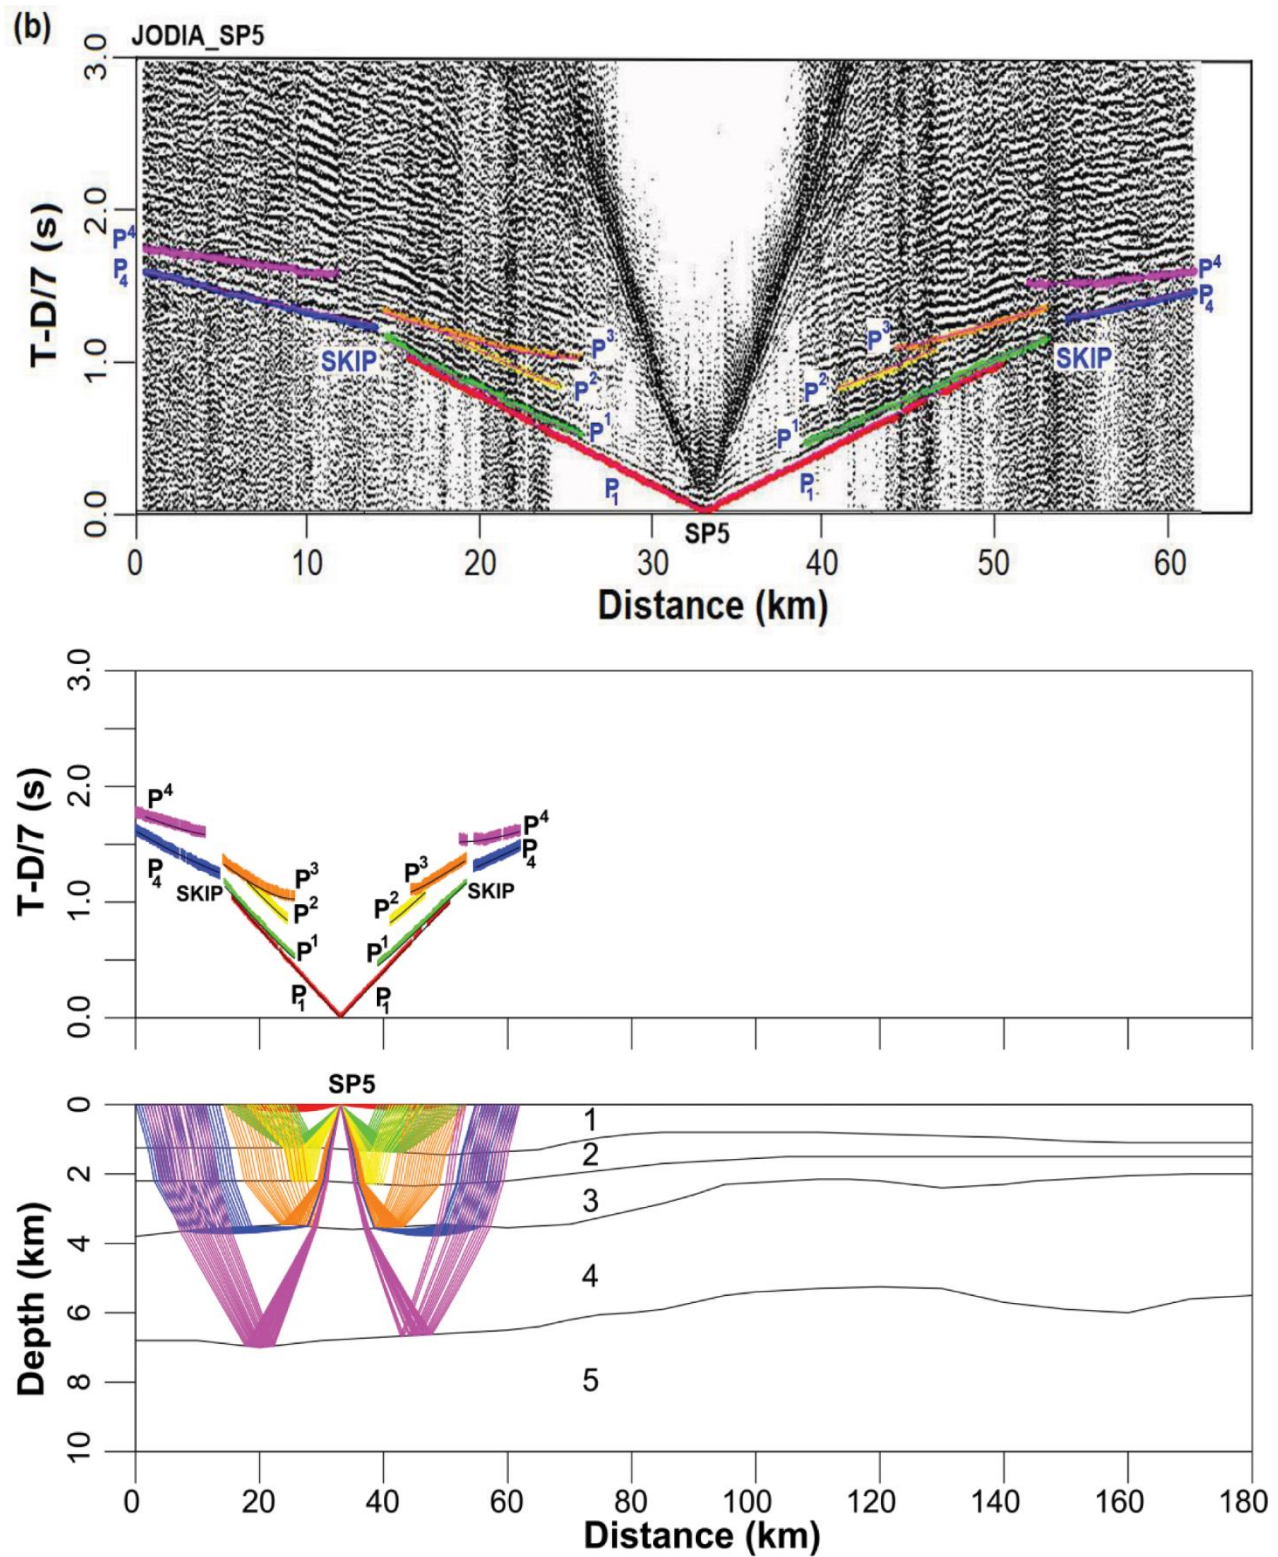 (b)
JODIA_SP5
3.0
2.0
1.0
0.0
T-D/7 (s)
P⁴
P₄
SKIP
P³
P²
P¹
P₁
P³
P²
P¹
P₁
SKIP
P⁴
P₄
SP5
0 10 20 30 40 50 60
Distance (km)
3.0
2.0
1.0
0.0
T-D/7 (s)
P⁴
P₄
SKIP
P³
P²
P¹
P₁
P³
P²
P¹
P₁
P⁴
P₄
SKIP
SP5
0
2
4
6
8
10
Depth (km)
1
2
3
4
5
0 20 40 60 80 100 120 140 160 180
Distance (km)